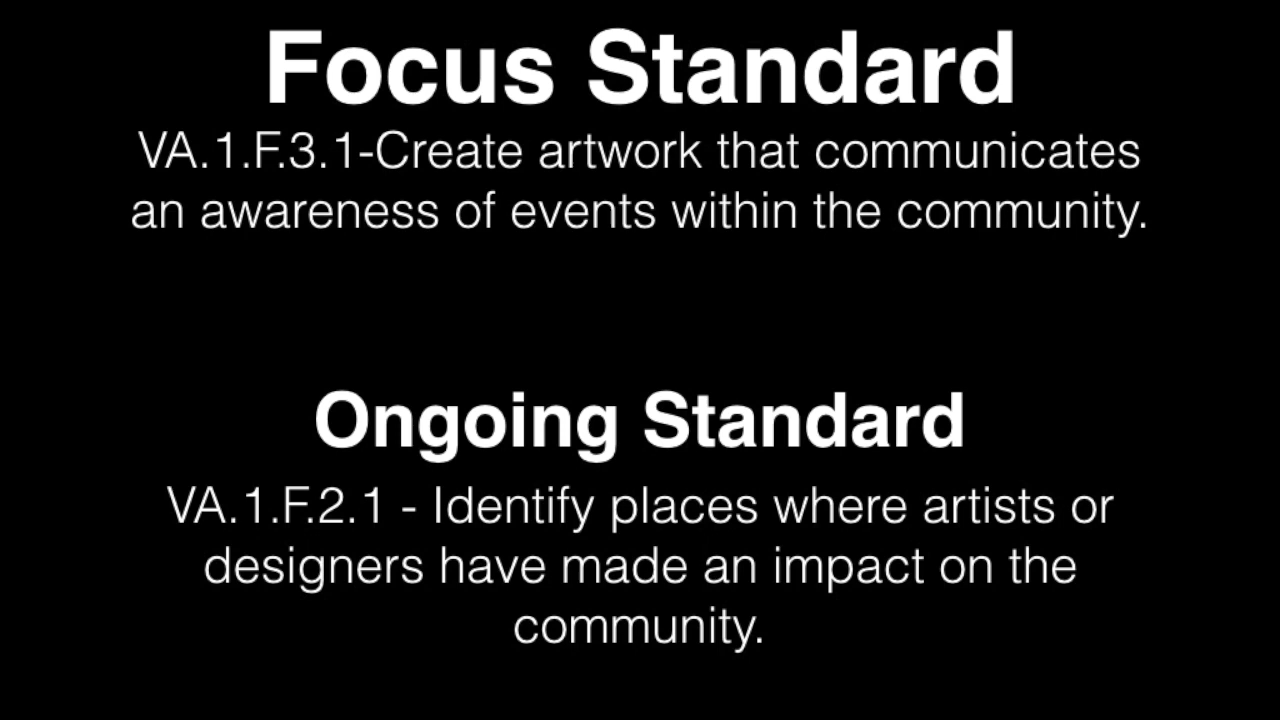 Focus Standard
VA.1.F.3.1-Create artwork that communicates
an awareness of events within the community.
Ongoing Standard
VA.1.F.2.1 - Identify places where artists or
designers have made an impact on the
community.